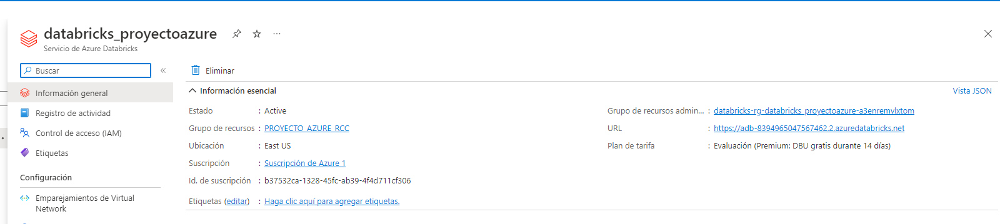 databricks_proyectoazure
Servicio de Azure Databricks
Buscar
Información general
Registro de actividad
Control de acceso (IAM)
Etiquetas
Configuración
Emparejamientos de Virtual
Network
Eliminar
Información esencial
Vista JSON
Estado : Active
Grupo de recursos : PROYECTO_AZURE_RCC
Ubicación : East US
Suscripción : Suscripción de Azure 1
Id. de suscripción : b37532ca-1328-45fc-ab39-4f4d711cf306
Etiquetas (editar) : Haga clic aquí para agregar etiquetas.
Grupo de recursos admin... : databricks-rg-databricks_proyectoazure-a3enremvlxtom
URL : https://adb-8394965047567462.2.azuredatabricks.net
Plan de tarifa : Evaluación (Premium: DBU gratis durante 14 días)